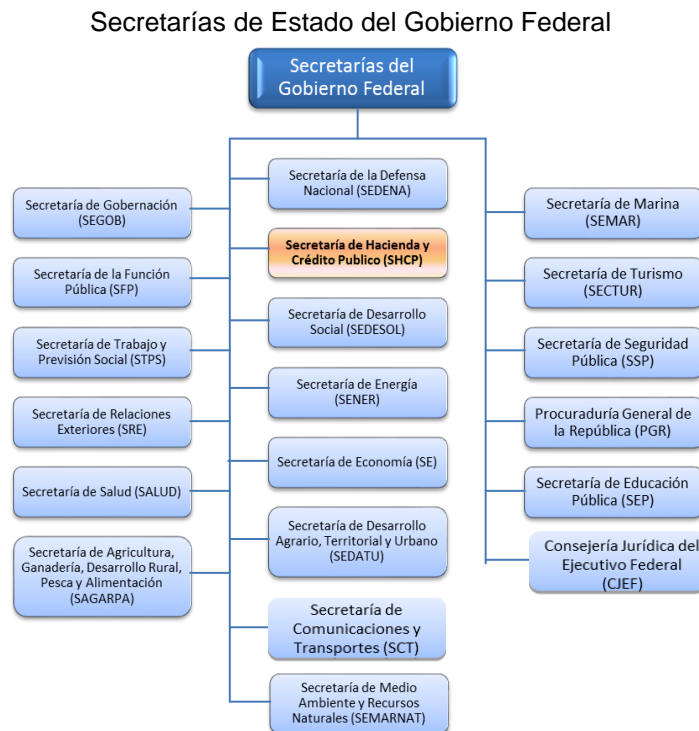 Secretarías de Estado del Gobierno Federal
Secretarías del
Gobierno Federal
Secretaría de Gobernación
(SEGOB)
Secretaría de la Función
Pública (SFP)
Secretaría de Trabajo y
Previsión Social (STPS)
Secretaría de Relaciones
Exteriores (SRE)
Secretaría de Salud (SALUD)
Secretaría de Agricultura,
Ganadería, Desarrollo Rural,
Pesca y Alimentación
(SAGARPA)
Secretaría de la Defensa
Nacional (SEDENA)
Secretaría de Hacienda y
Crédito Publico (SHCP)
Secretaría de Desarrollo
Social (SEDESOL)
Secretaría de Energía
(SENER)
Secretaría de Economía (SE)
Secretaría de Desarrollo
Agrario, Territorial y Urbano
(SEDATU)
Secretaría de
Comunicaciones y
Transportes (SCT)
Secretaría de Medio
Ambiente y Recursos
Naturales (SEMARNAT)
Secretaría de Marina
(SEMAR)
Secretaría de Turismo
(SECTUR)
Secretaría de Seguridad
Pública (SSP)
Procuraduría General de
la República (PGR)
Secretaría de Educación
Pública (SEP)
Consejería Jurídica del
Ejecutivo Federal
(CJEF)